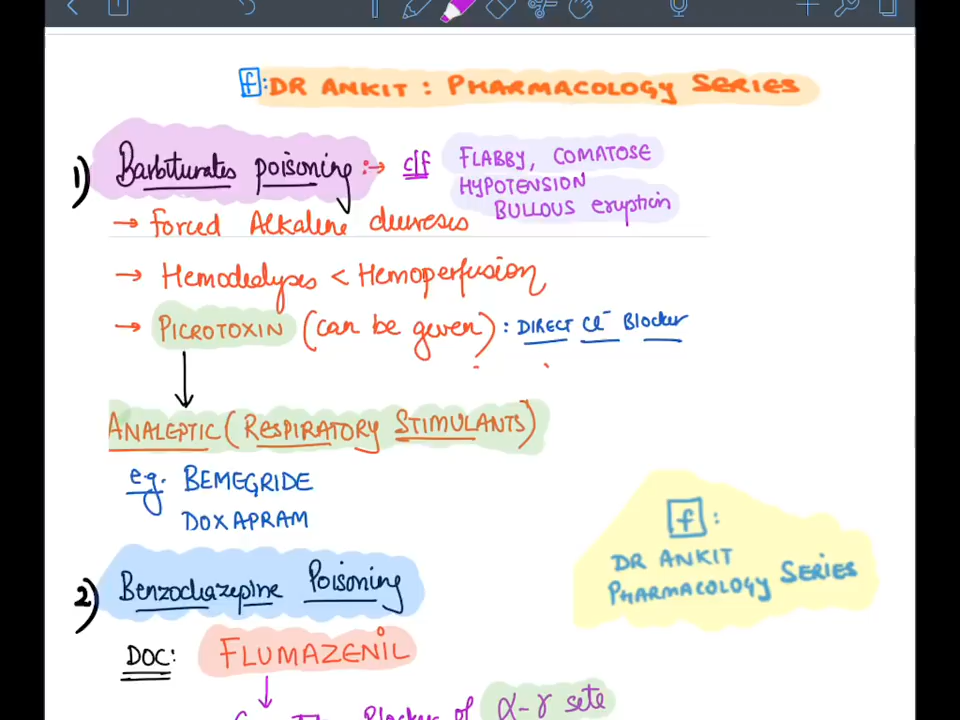 f: DR ANKIT : PHARMACOLOGY SERIES
1) Barbiturates poisoning :→ c/f FLABBY, COMATOSE
HYPOTENSION
BULLOUS eruption
→ forced Alkaline diuresis
→ Hemodialyses < Hemoperfusion
→ PICROTOXIN (can be given) : DIRECT Cl⁻ Blocker
ANALEPTIC (RESPIRATORY STIMULANTS)
e.g. BEMEGRIDE
DOXAPRAM
f :
DR ANKIT
PHARMACOLOGY SERIES
2) Benzodiazepine Poisoning
DOC: FLUMAZENIL
Blocker of α-γ site